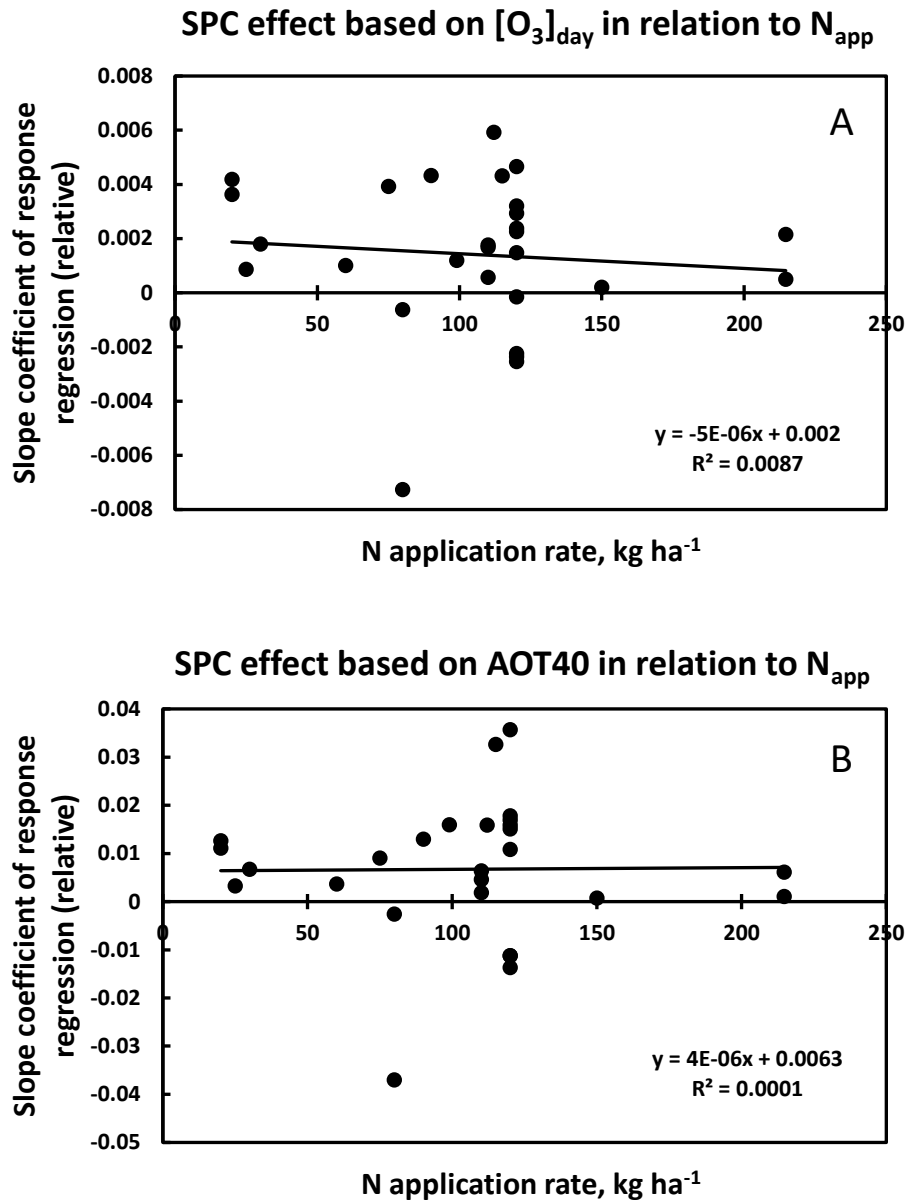 SPC effect based on [O₃]day in relation to Napp
0.008
0.006
0.004
0.002
0
-0.002
-0.004
-0.006
-0.008
0
50
100
150
200
250
Slope coefficient of response
regression (relative)
A
y = -5E-06x + 0.002
R² = 0.0087
N application rate, kg ha⁻¹
SPC effect based on AOT40 in relation to Napp
0.04
0.03
0.02
0.01
0
-0.01
-0.02
-0.03
-0.04
-0.05
0
50
100
150
200
250
Slope coefficient of response
regression (relative)
B
y = 4E-06x + 0.0063
R² = 0.0001
N application rate, kg ha⁻¹